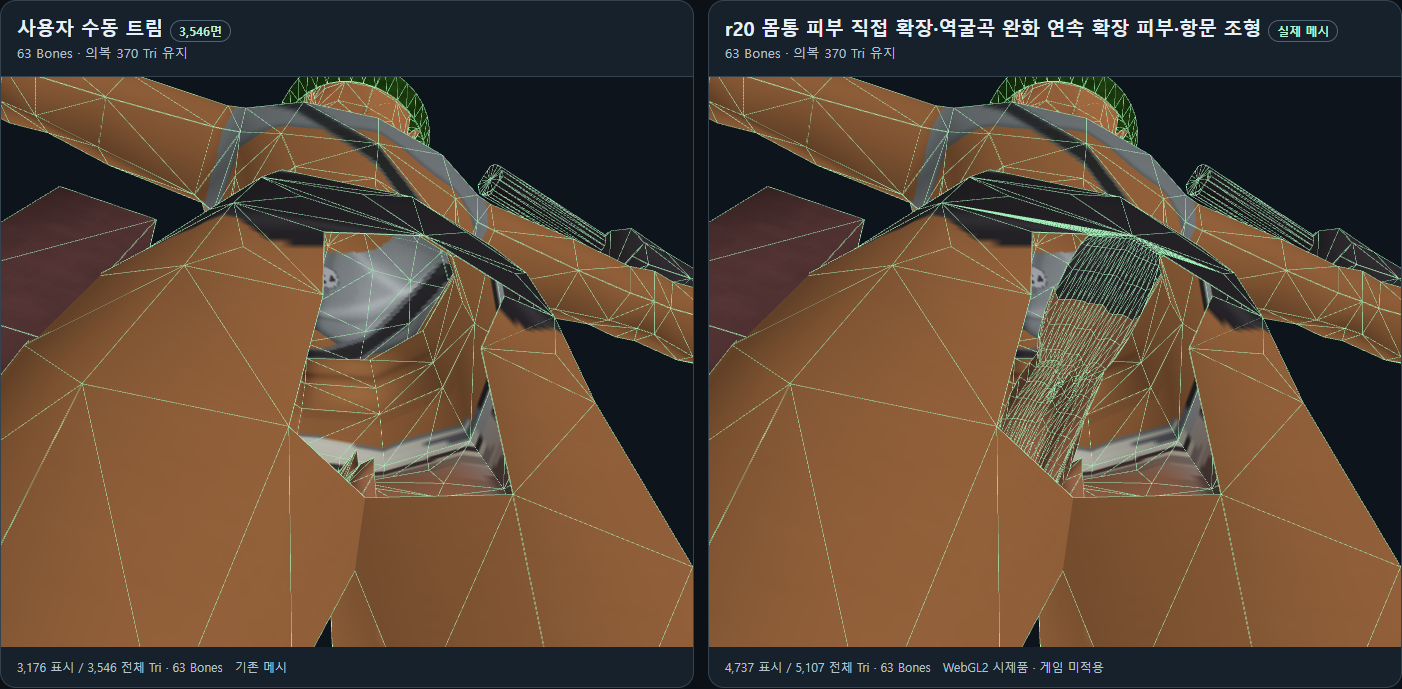 사용자 수동 트림 3,546면
63 Bones · 의복 370 Tri 유지
3,176 표시 / 3,546 전체 Tri · 63 Bones 기존 메시
r20 몸통 피부 직접 확장·역굴곡 완화 연속 확장 피부·항문 조형 실제 메시
63 Bones · 의복 370 Tri 유지
4,737 표시 / 5,107 전체 Tri · 63 Bones WebGL2 시제품 · 게임 미적용